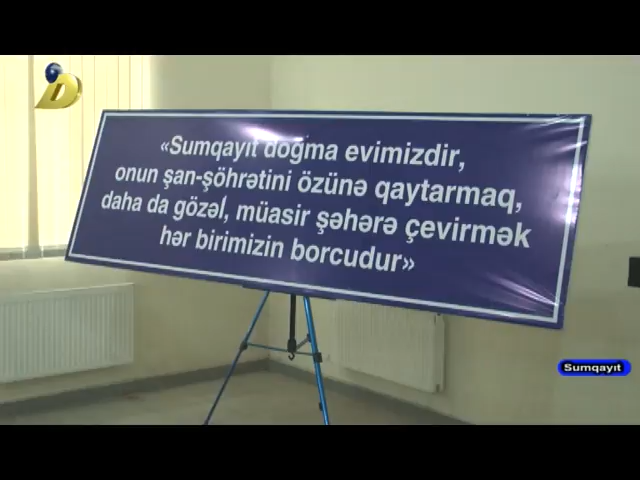 «Sumqayıt doğma evimizdir,
onun şan-şöhrətini özünə qaytarmaq,
daha da gözəl, müasir şəhərə çevirmək
hər birimizin borcudur»
Sumqayıt